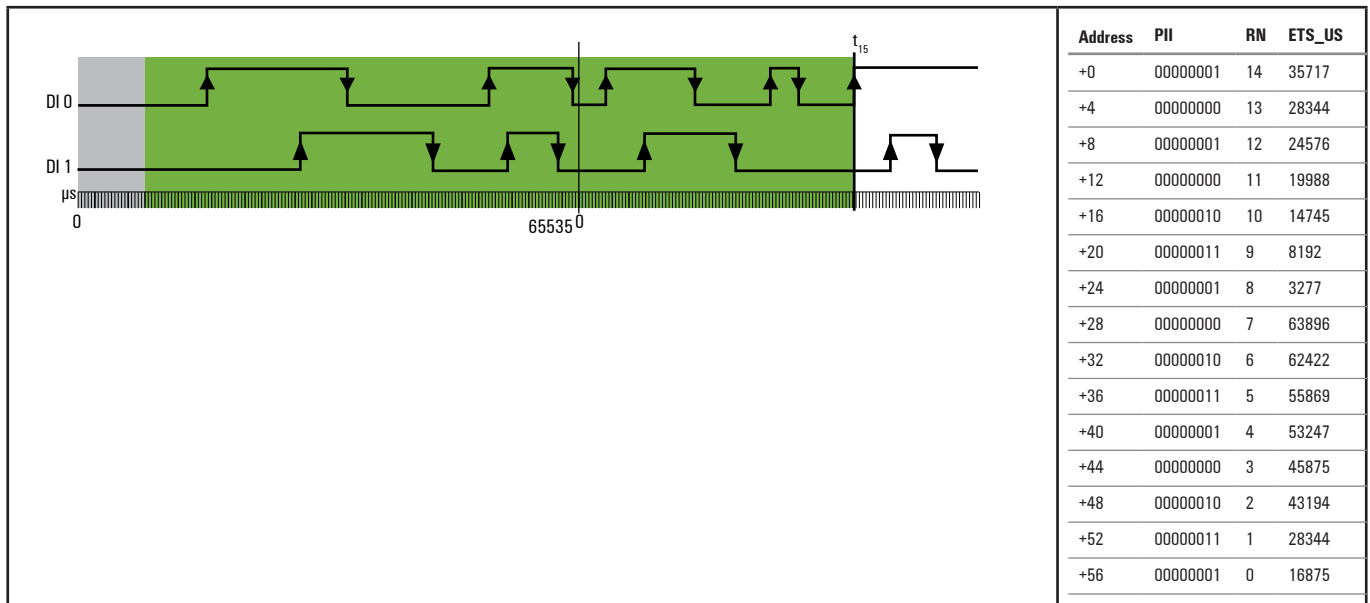 t15
DI 0
DI 1
µs
0 65535 0
Address PII RN ETS_US
+0 00000001 14 35717
+4 00000000 13 28344
+8 00000001 12 24576
+12 00000000 11 19988
+16 00000010 10 14745
+20 00000011 9 8192
+24 00000001 8 3277
+28 00000000 7 63896
+32 00000010 6 62422
+36 00000011 5 55869
+40 00000001 4 53247
+44 00000000 3 45875
+48 00000010 2 43194
+52 00000011 1 28344
+56 00000001 0 16875